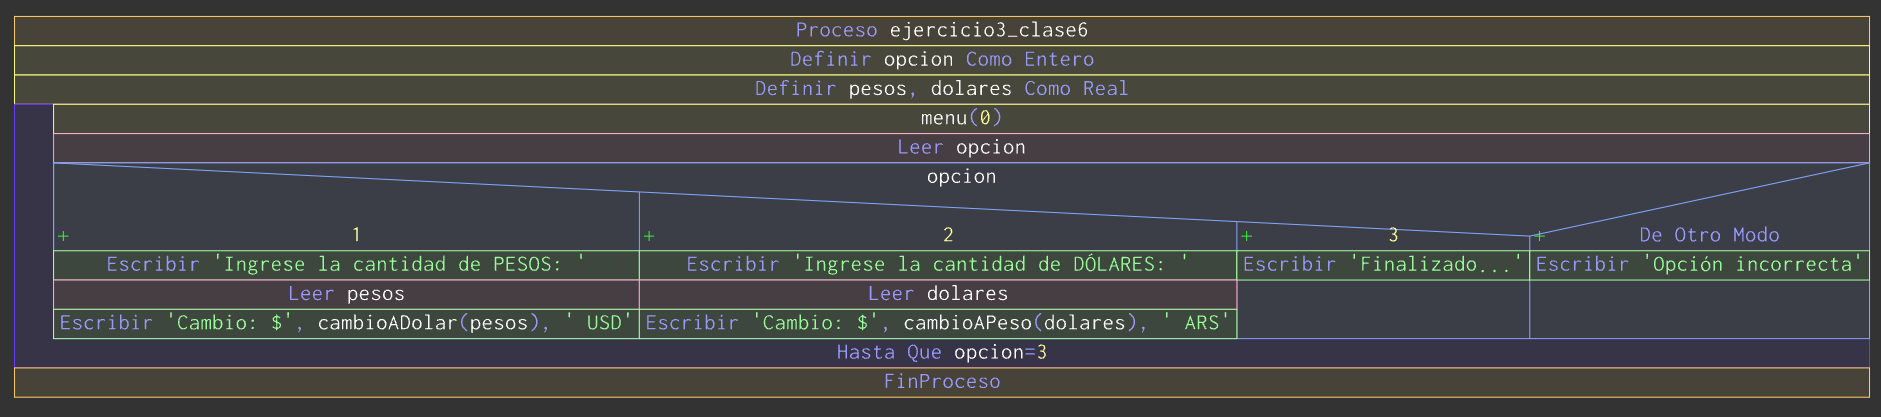 Proceso ejercicio3_clase6
Definir opcion Como Entero
Definir pesos, dolares Como Real
menu(0)
Leer opcion
opcion
+ 1 + 2 + 3 + De Otro Modo
Escribir 'Ingrese la cantidad de PESOS: ' Escribir 'Ingrese la cantidad de DÓLARES: ' Escribir 'Finalizado...' Escribir 'Opción incorrecta'
Leer pesos Leer dolares
Escribir 'Cambio: $', cambioADolar(pesos), ' USD' Escribir 'Cambio: $', cambioAPeso(dolares), ' ARS'
Hasta Que opcion=3
FinProceso